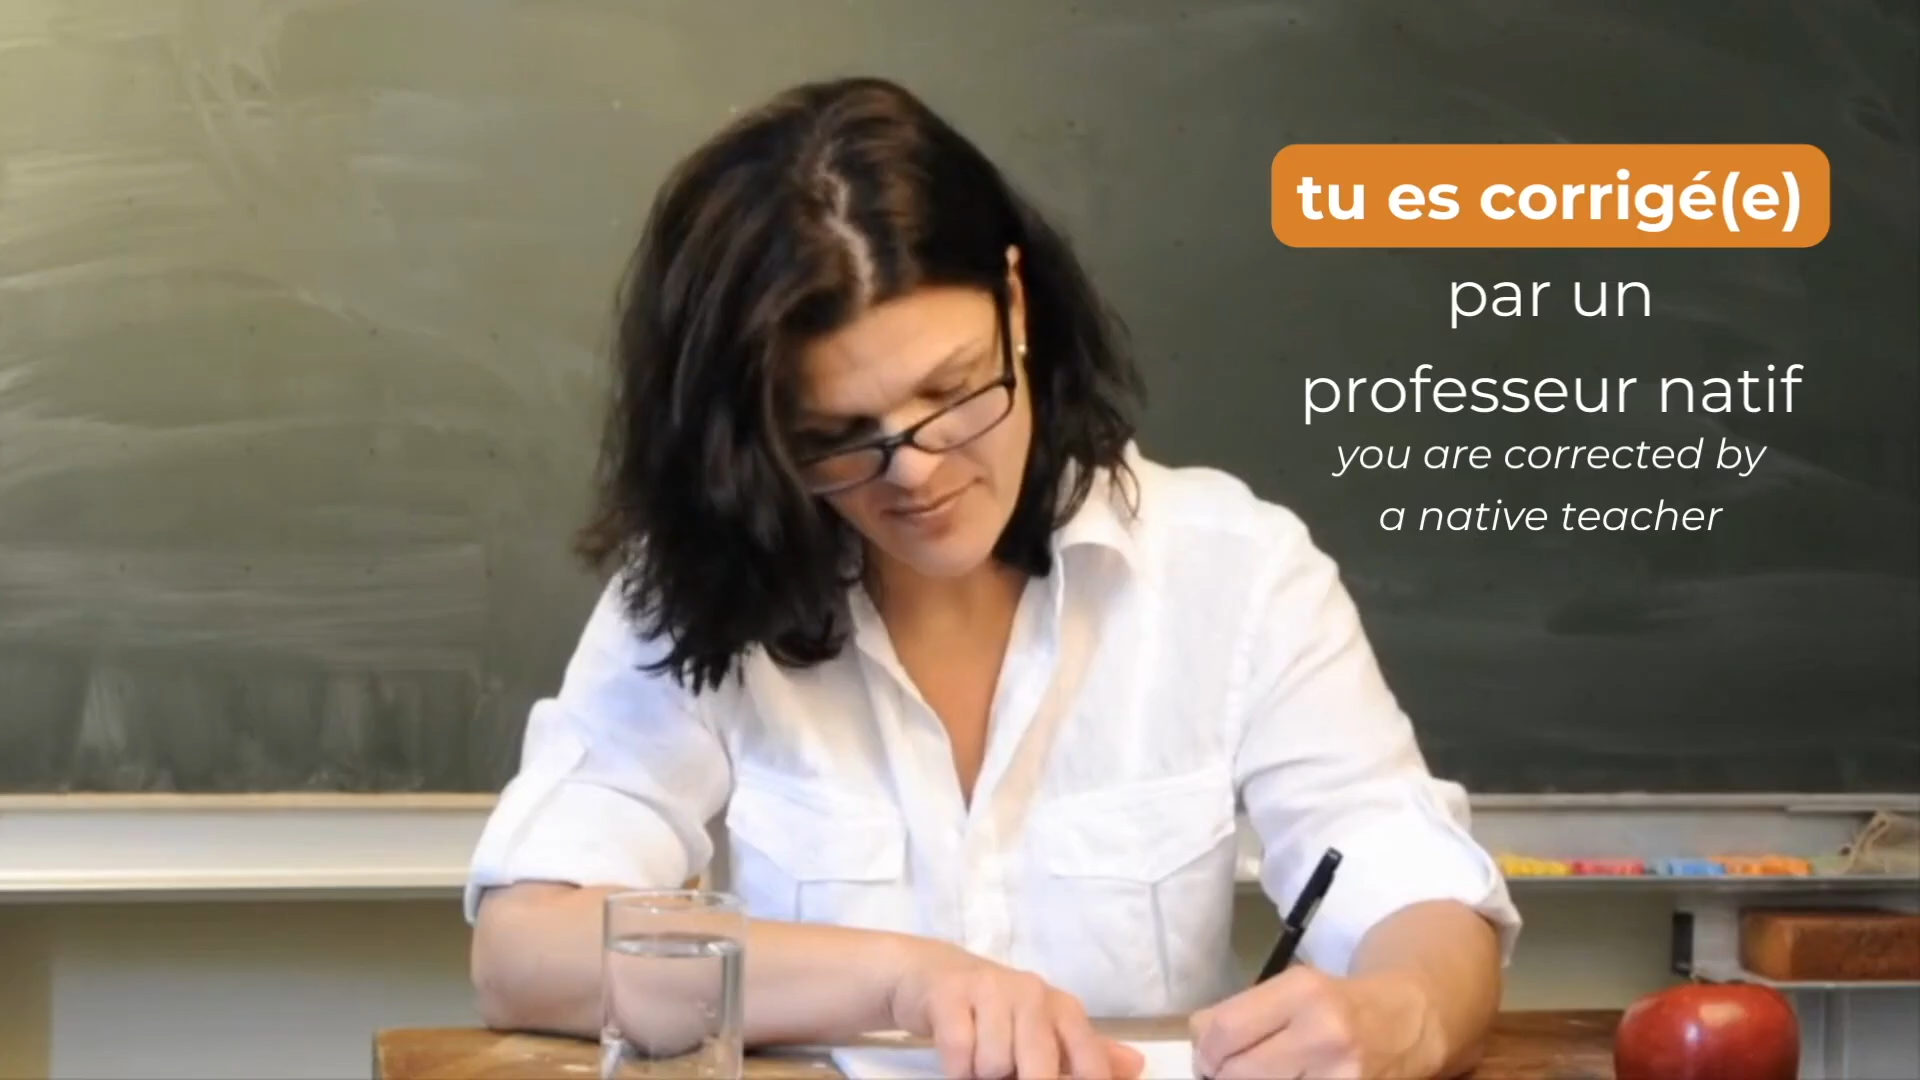 tu es corrigé(e)
par un
professeur natif
you are corrected by
a native teacher